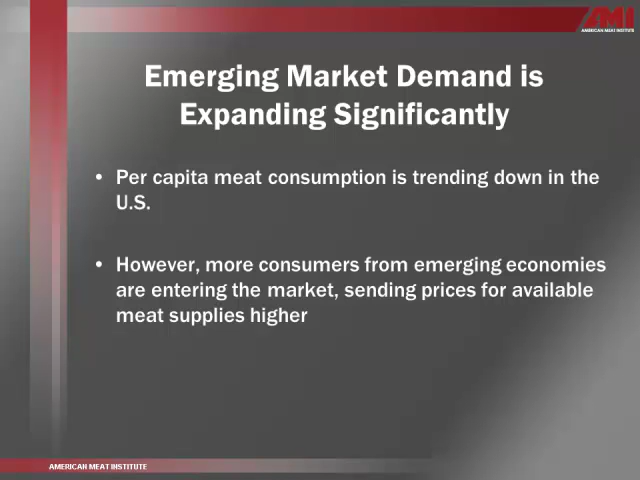 AMI
AMERICAN MEAT INSTITUTE
Emerging Market Demand is
Expanding Significantly
• Per capita meat consumption is trending down in the
U.S.
• However, more consumers from emerging economies
are entering the market, sending prices for available
meat supplies higher
AMERICAN MEAT INSTITUTE